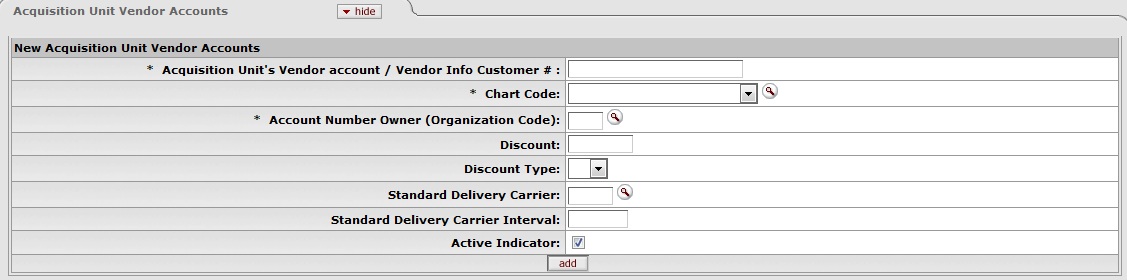 Acquisition Unit Vendor Accounts hide
New Acquisition Unit Vendor Accounts
* Acquisition Unit's Vendor account / Vendor Info Customer # :
* Chart Code:
* Account Number Owner (Organization Code):
Discount:
Discount Type:
Standard Delivery Carrier:
Standard Delivery Carrier Interval:
Active Indicator:
add